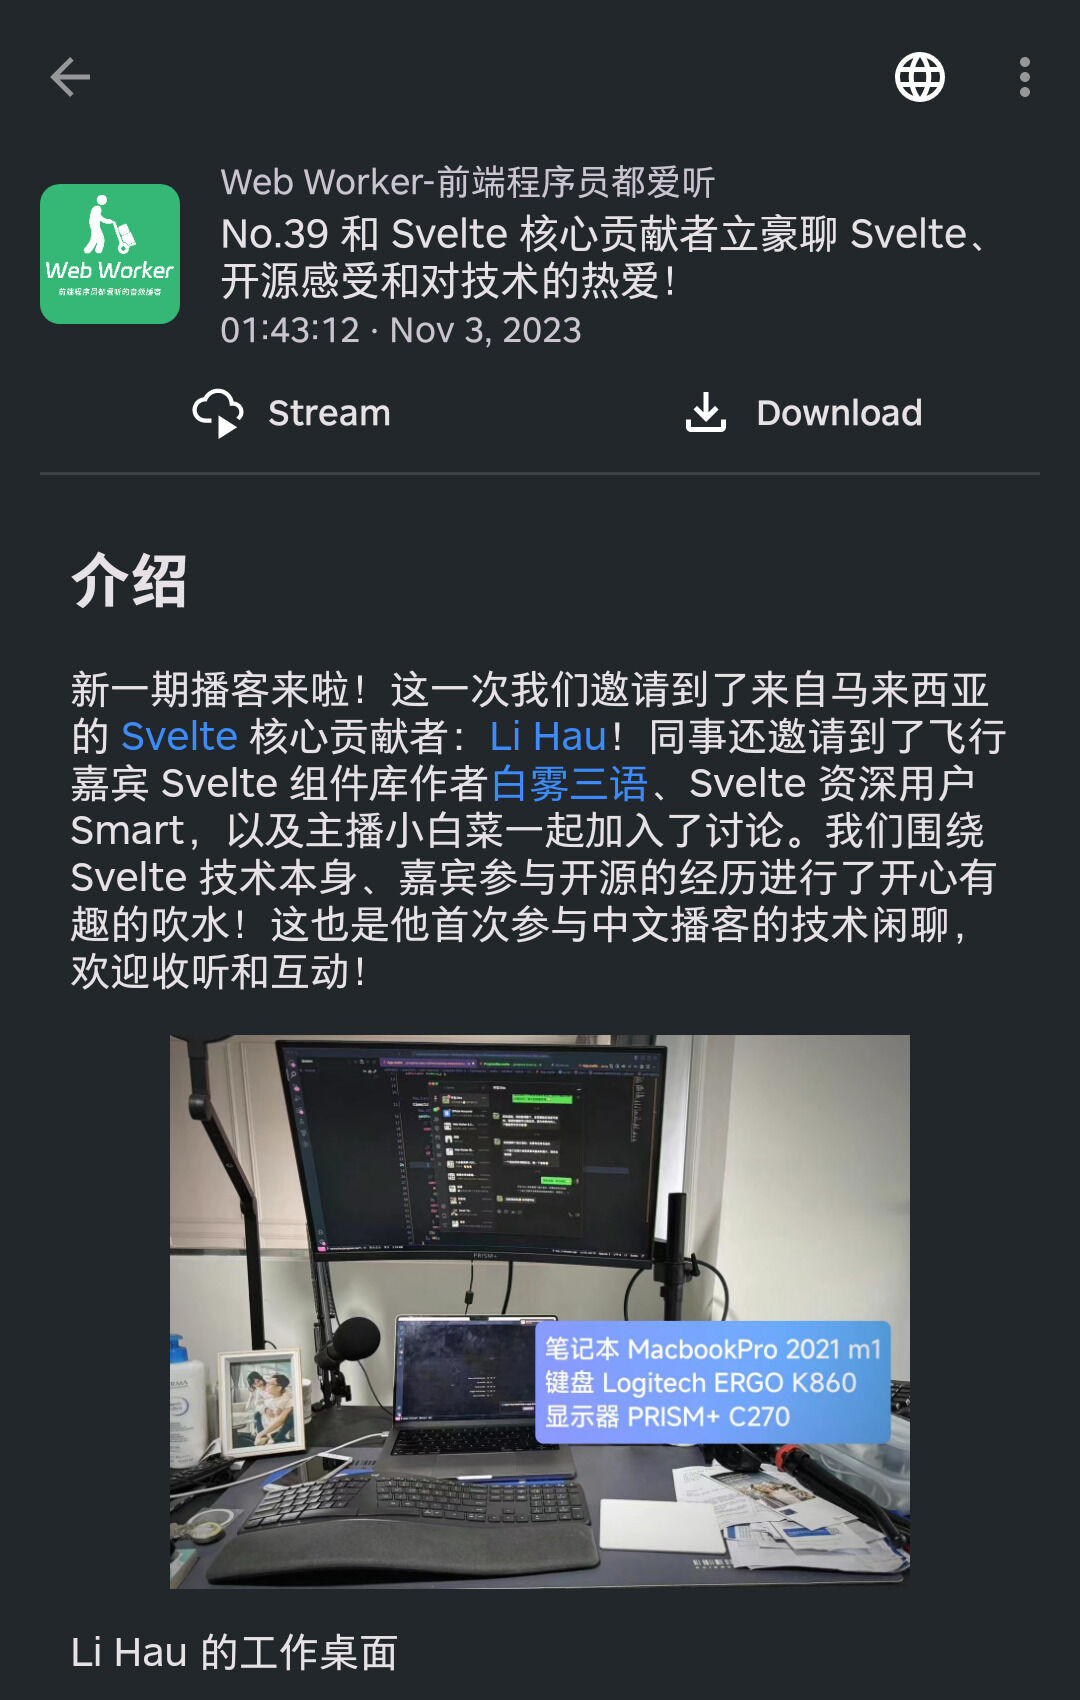 Web Worker-前端程序员都爱听
No.39 和 Svelte 核心贡献者立豪聊 Svelte、
开源感受和对技术的热爱！
01:43:12 · Nov 3, 2023
Web Worker
前端程序员都爱听的音频播客
Stream
Download
介绍
新一期播客来啦！这一次我们邀请到了来自马来西亚
的 Svelte 核心贡献者：Li Hau！同事还邀请到了飞行
嘉宾 Svelte 组件库作者白雾三语、Svelte 资深用户
Smart，以及主播小白菜一起加入了讨论。我们围绕
Svelte 技术本身、嘉宾参与开源的经历进行了开心有
趣的吹水！这也是他首次参与中文播客的技术闲聊，
欢迎收听和互动！
PRISM+
笔记本 MacbookPro 2021 m1
键盘 Logitech ERGO K860
显示器 PRISM+ C270
Li Hau 的工作桌面